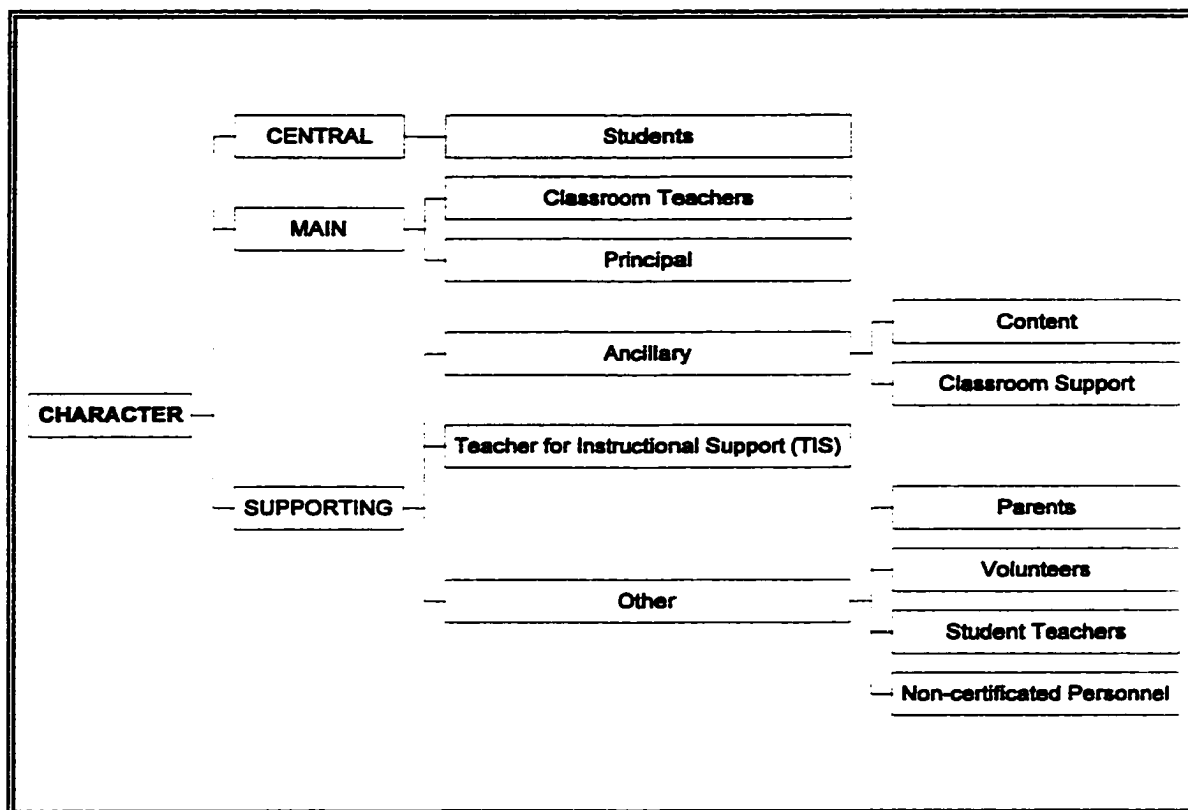 CENTRAL
Students
Classroom Teachers
MAIN
Principal
Content
Ancillary
Classroom Support
CHARACTER
Teacher for Instructional Support (TIS)
SUPPORTING
Parents
Volunteers
Other
Student Teachers
Non-certificated Personnel